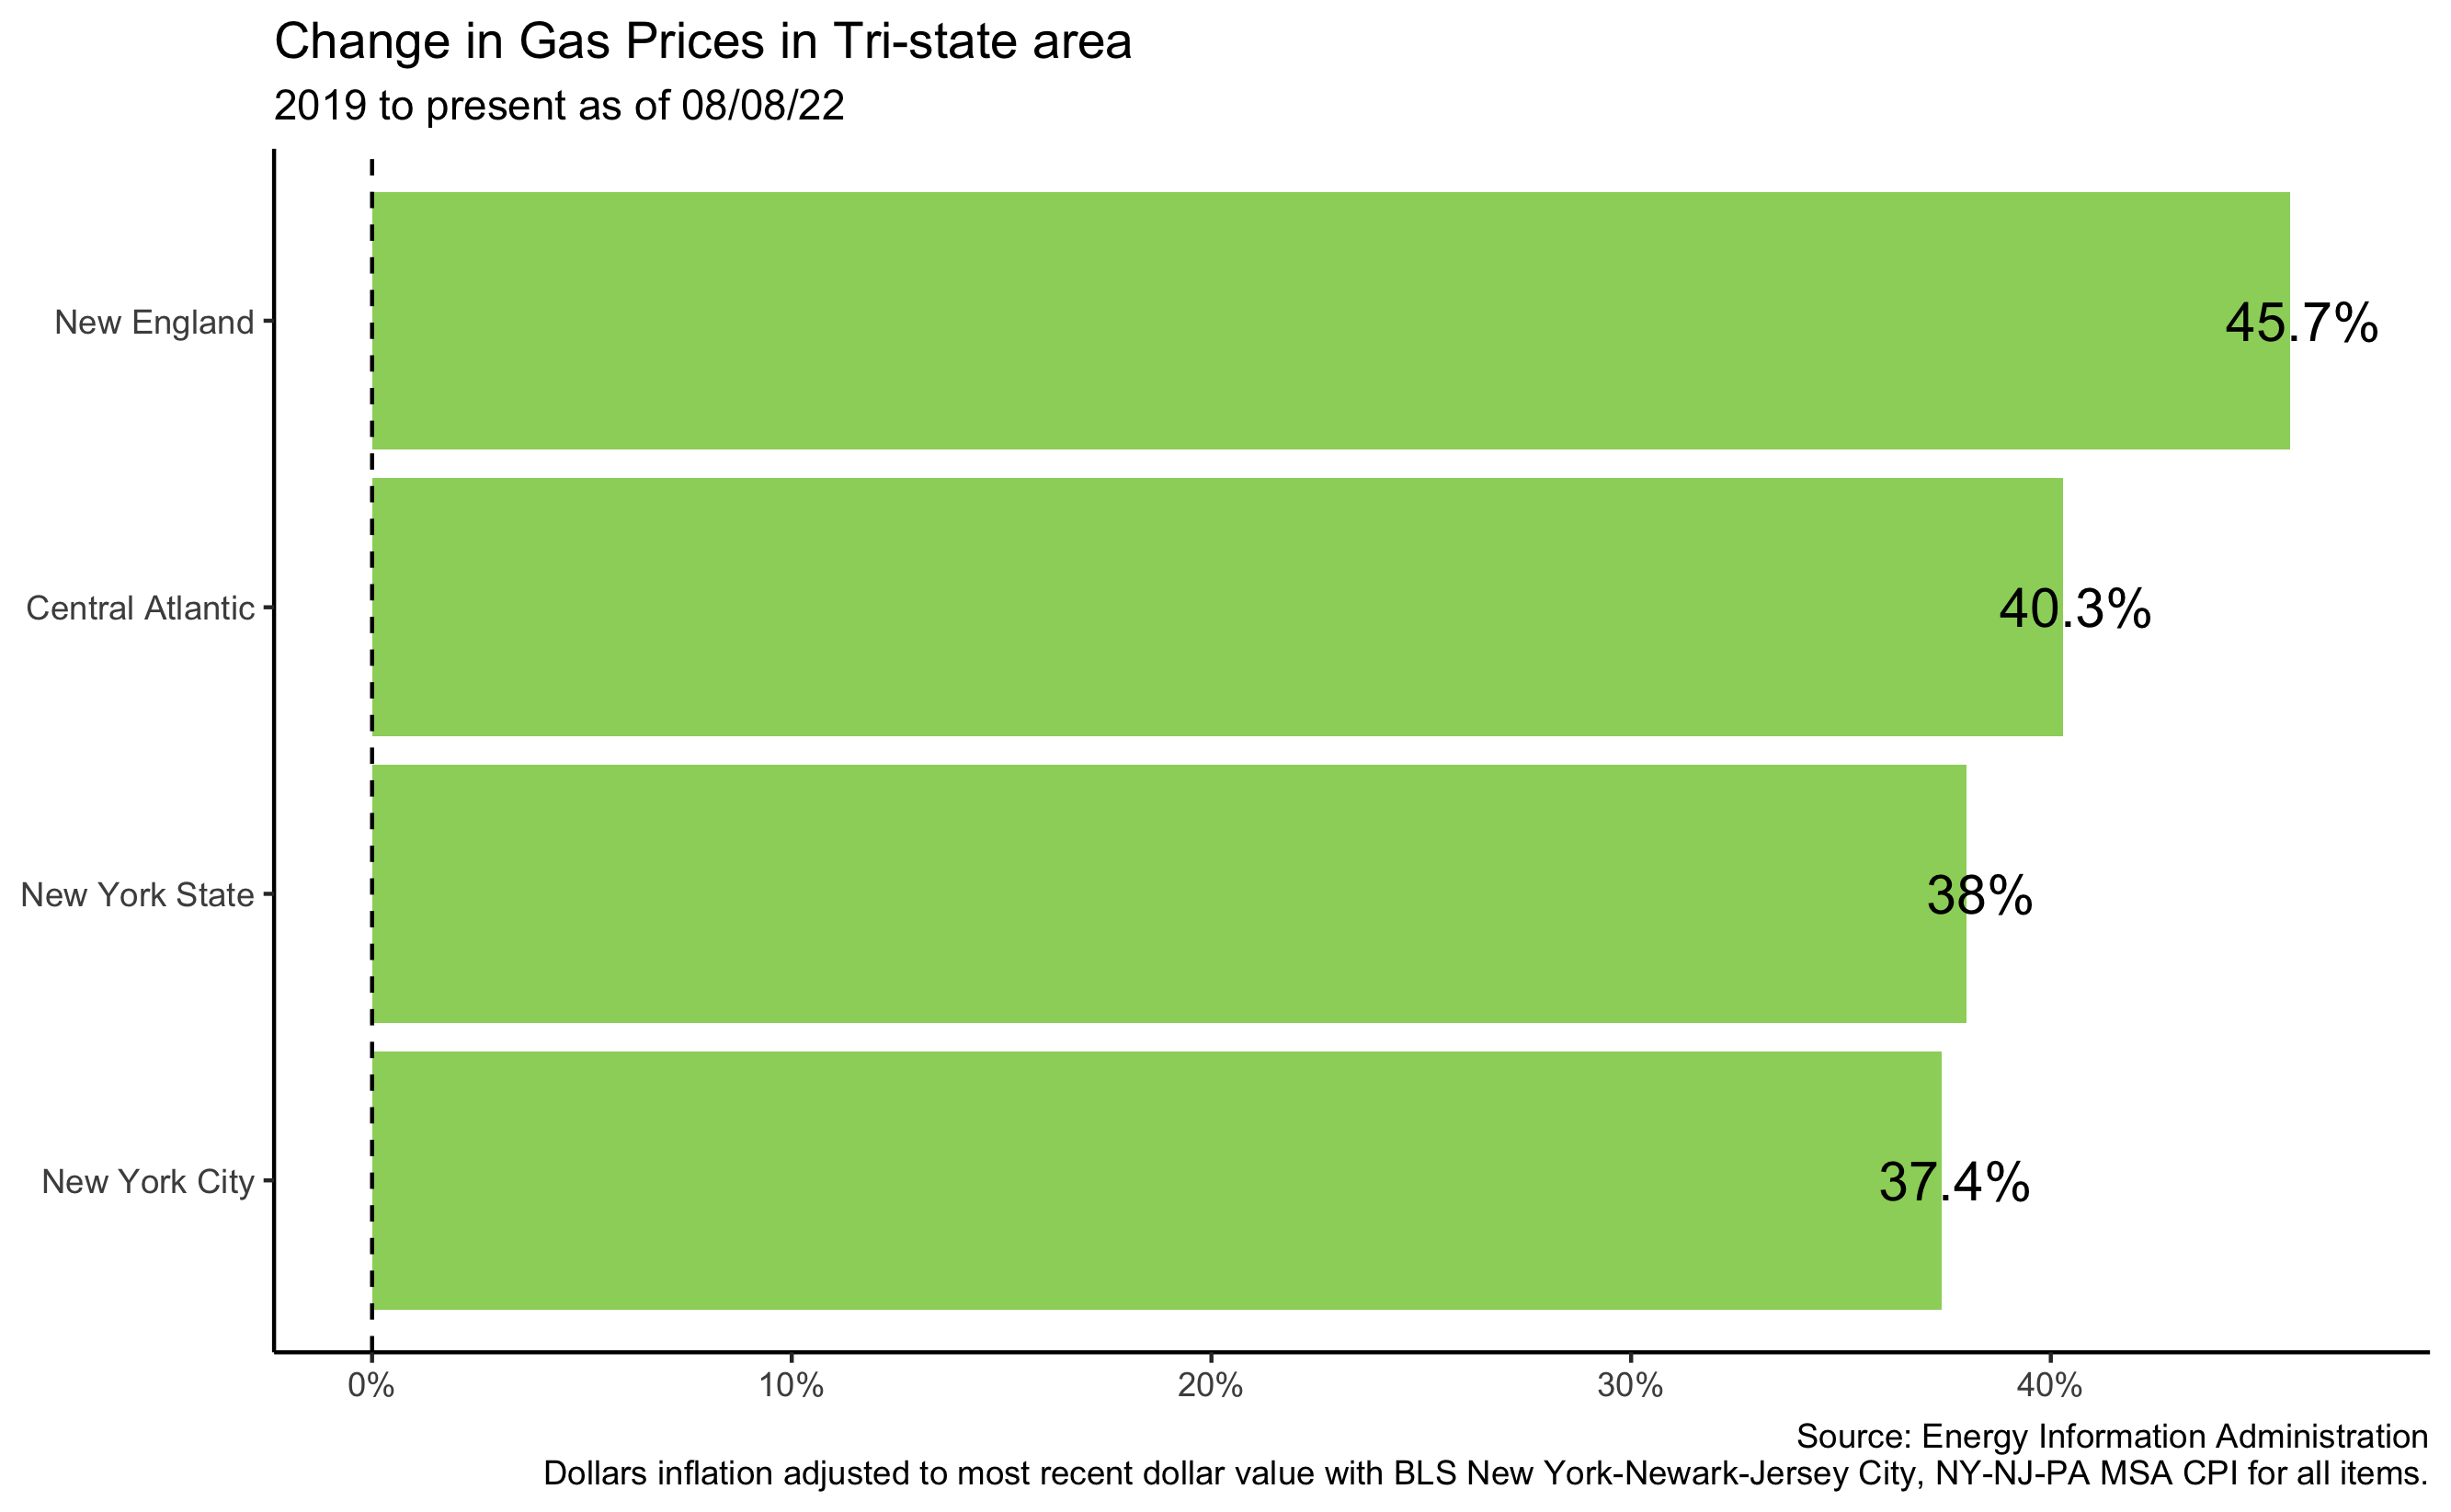 Change in Gas Prices in Tri-state area
2019 to present as of 08/08/22
New England
45.7%
Central Atlantic
40.3%
New York State
38%
New York City
37.4%
0%
10%
20%
30%
40%
Source: Energy Information Administration
Dollars inflation adjusted to most recent dollar value with BLS New York-Newark-Jersey City, NY-NJ-PA MSA CPI for all items.